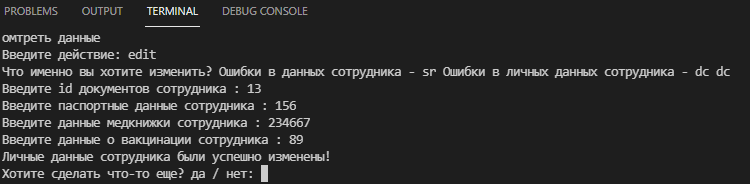 PROBLEMS OUTPUT TERMINAL DEBUG CONSOLE
омтреть данные
Введите действие: edit
Что именно вы хотите изменить? Ошибки в данных сотрудника - sr Ошибки в личных данных сотрудника - dc dc
Введите id документов сотрудника : 13
Введите паспортные данные сотрудника : 156
Введите данные медкнижки сотрудника : 234667
Введите данные о вакцинации сотрудника : 89
Личные данные сотрудника были успешно изменены!
Хотите сделать что-то еще? да / нет: